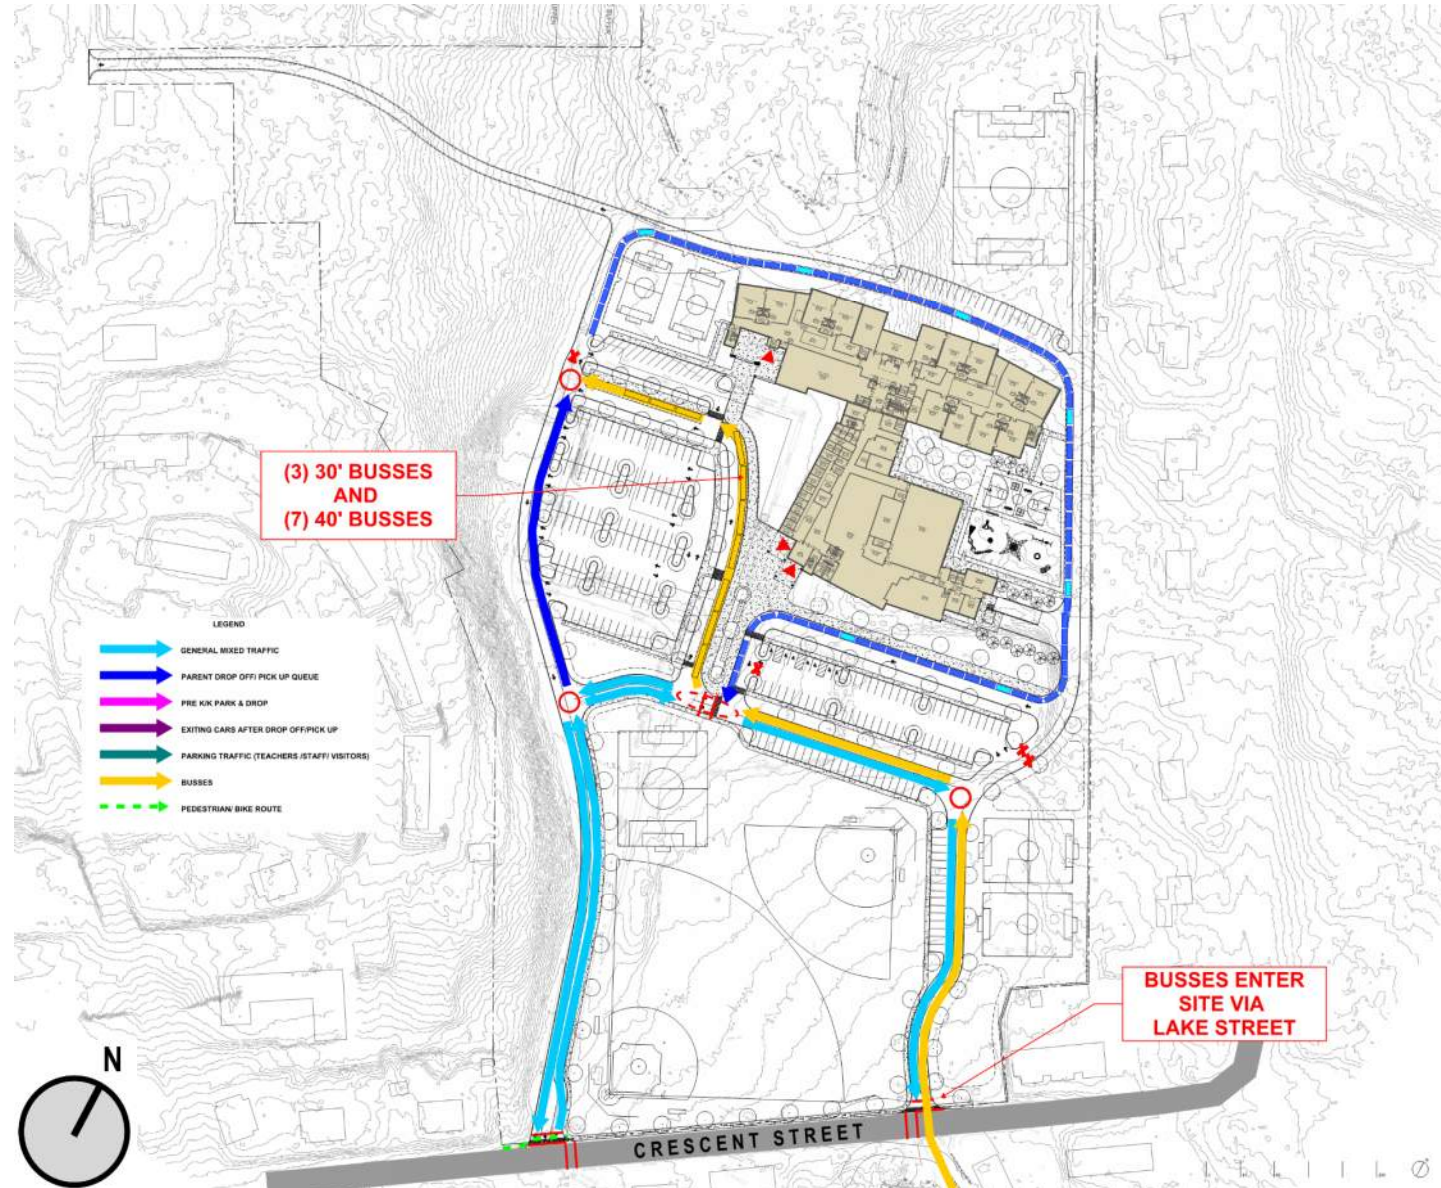 (3) 30' BUSSES
AND
(7) 40' BUSSES
LEGEND
GENERAL MIXED TRAFFIC
PARENT DROP OFF/ PICK UP QUEUE
PRE K/K PARK & DROP
EXITING CARS AFTER DROP OFF/PICK UP
PARKING TRAFFIC (TEACHERS /STAFF/ VISITORS)
BUSSES
PEDESTRIAN/ BIKE ROUTE
BUSSES ENTER
SITE VIA
LAKE STREET
N
CRESCENT STREET